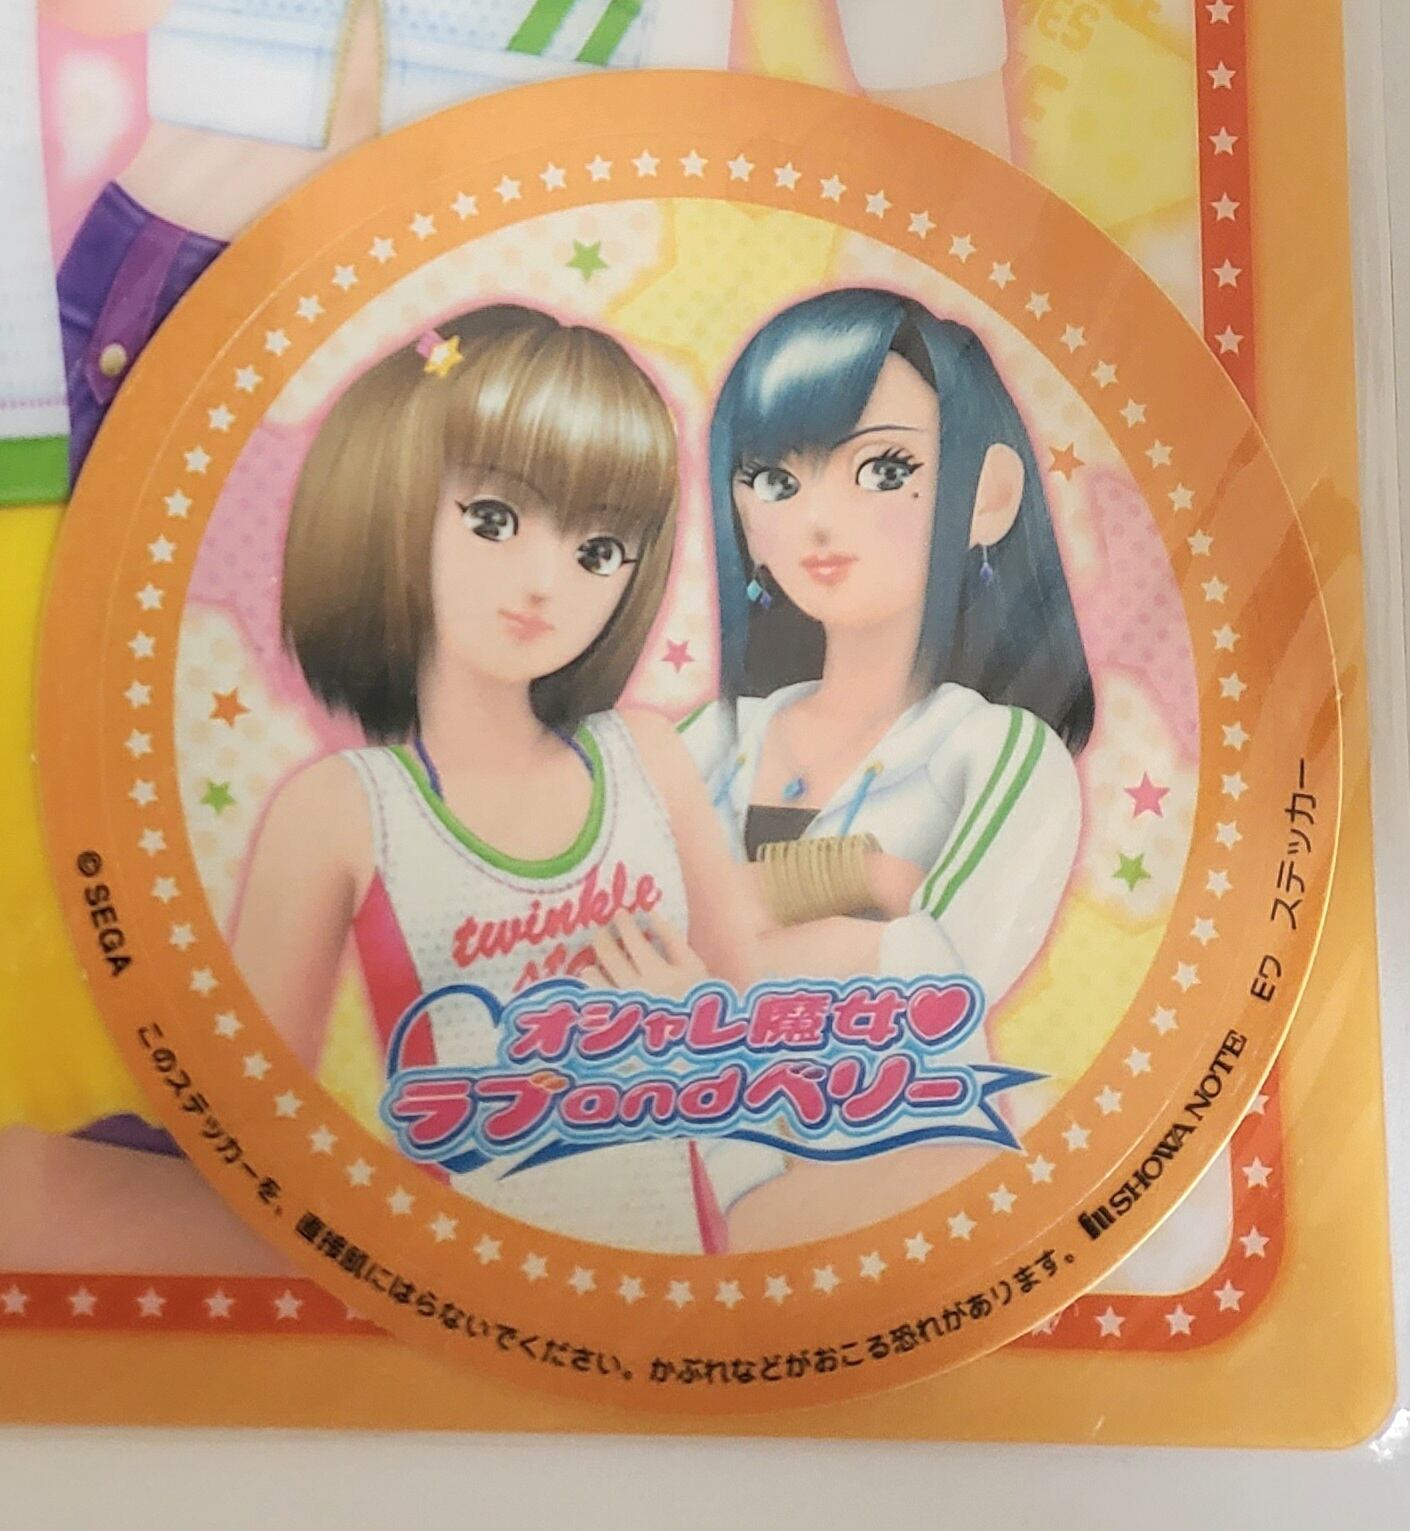 twinkle
オシャレ魔女♥
ラブandベリー
©SEGA
このステッカーを、直接肌にはらないでください。かぶれなどがおこる恐れがあります。
SHOWA NOTE
Eワ ステッカー